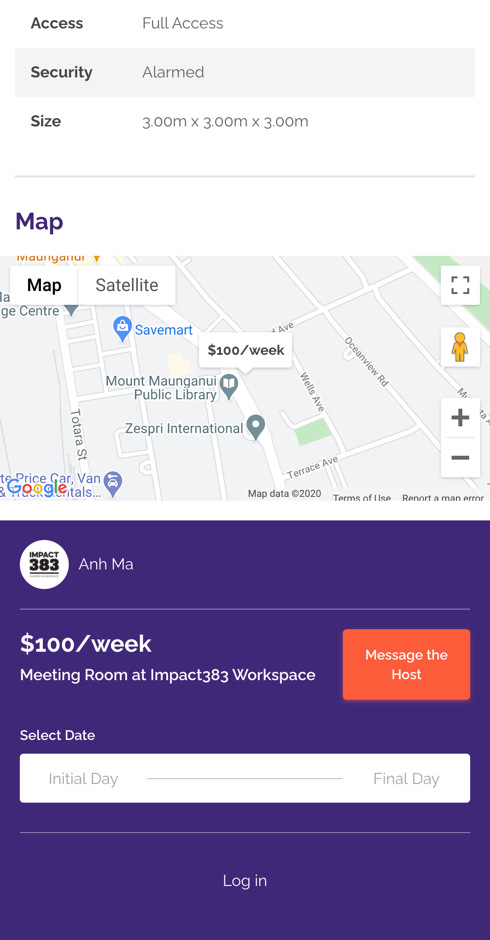 Access Full Access
Security Alarmed
Size 3.00m x 3.00m x 3.00m
Map
Maunganui
Map Satellite
ge Centre
Savemart
Ave
$100/week
Oceanview Rd
Mount Maunganui
Public Library
Wells Ave
Zespri International
Totara St
Terrace Ave
te Price Car, Van
& Truck Rentals...
Google
Map data ©2020 Terms of Use Report a map error
IMPACT
383
Anh Ma
$100/week
Meeting Room at Impact383 Workspace
Message the
Host
Select Date
Initial Day Final Day
Log in